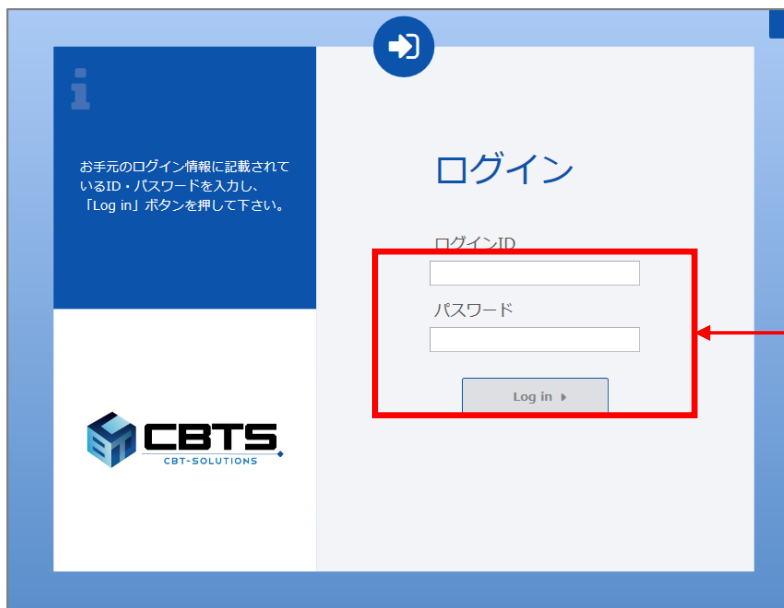 お手元のログイン情報に記載されて
いるID・パスワードを入力し、
「Log in」ボタンを押して下さい。
CBTS
CBT-SOLUTIONS
ログイン
ログインID
パスワード
Log in